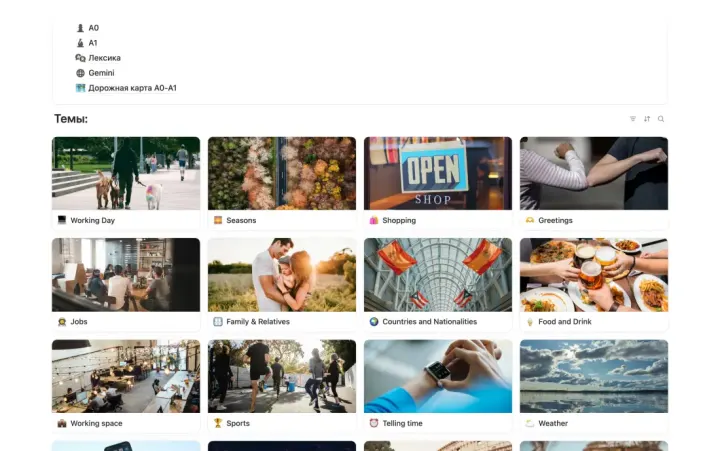 A0
A1
Лексика
Gemini
Дорожная карта A0-A1
Темы:
OPEN
SHOP
Working Day
Seasons
Shopping
Greetings
Jobs
Family & Relatives
Countries and Nationalities
Food and Drink
Working space
Sports
Telling time
Weather